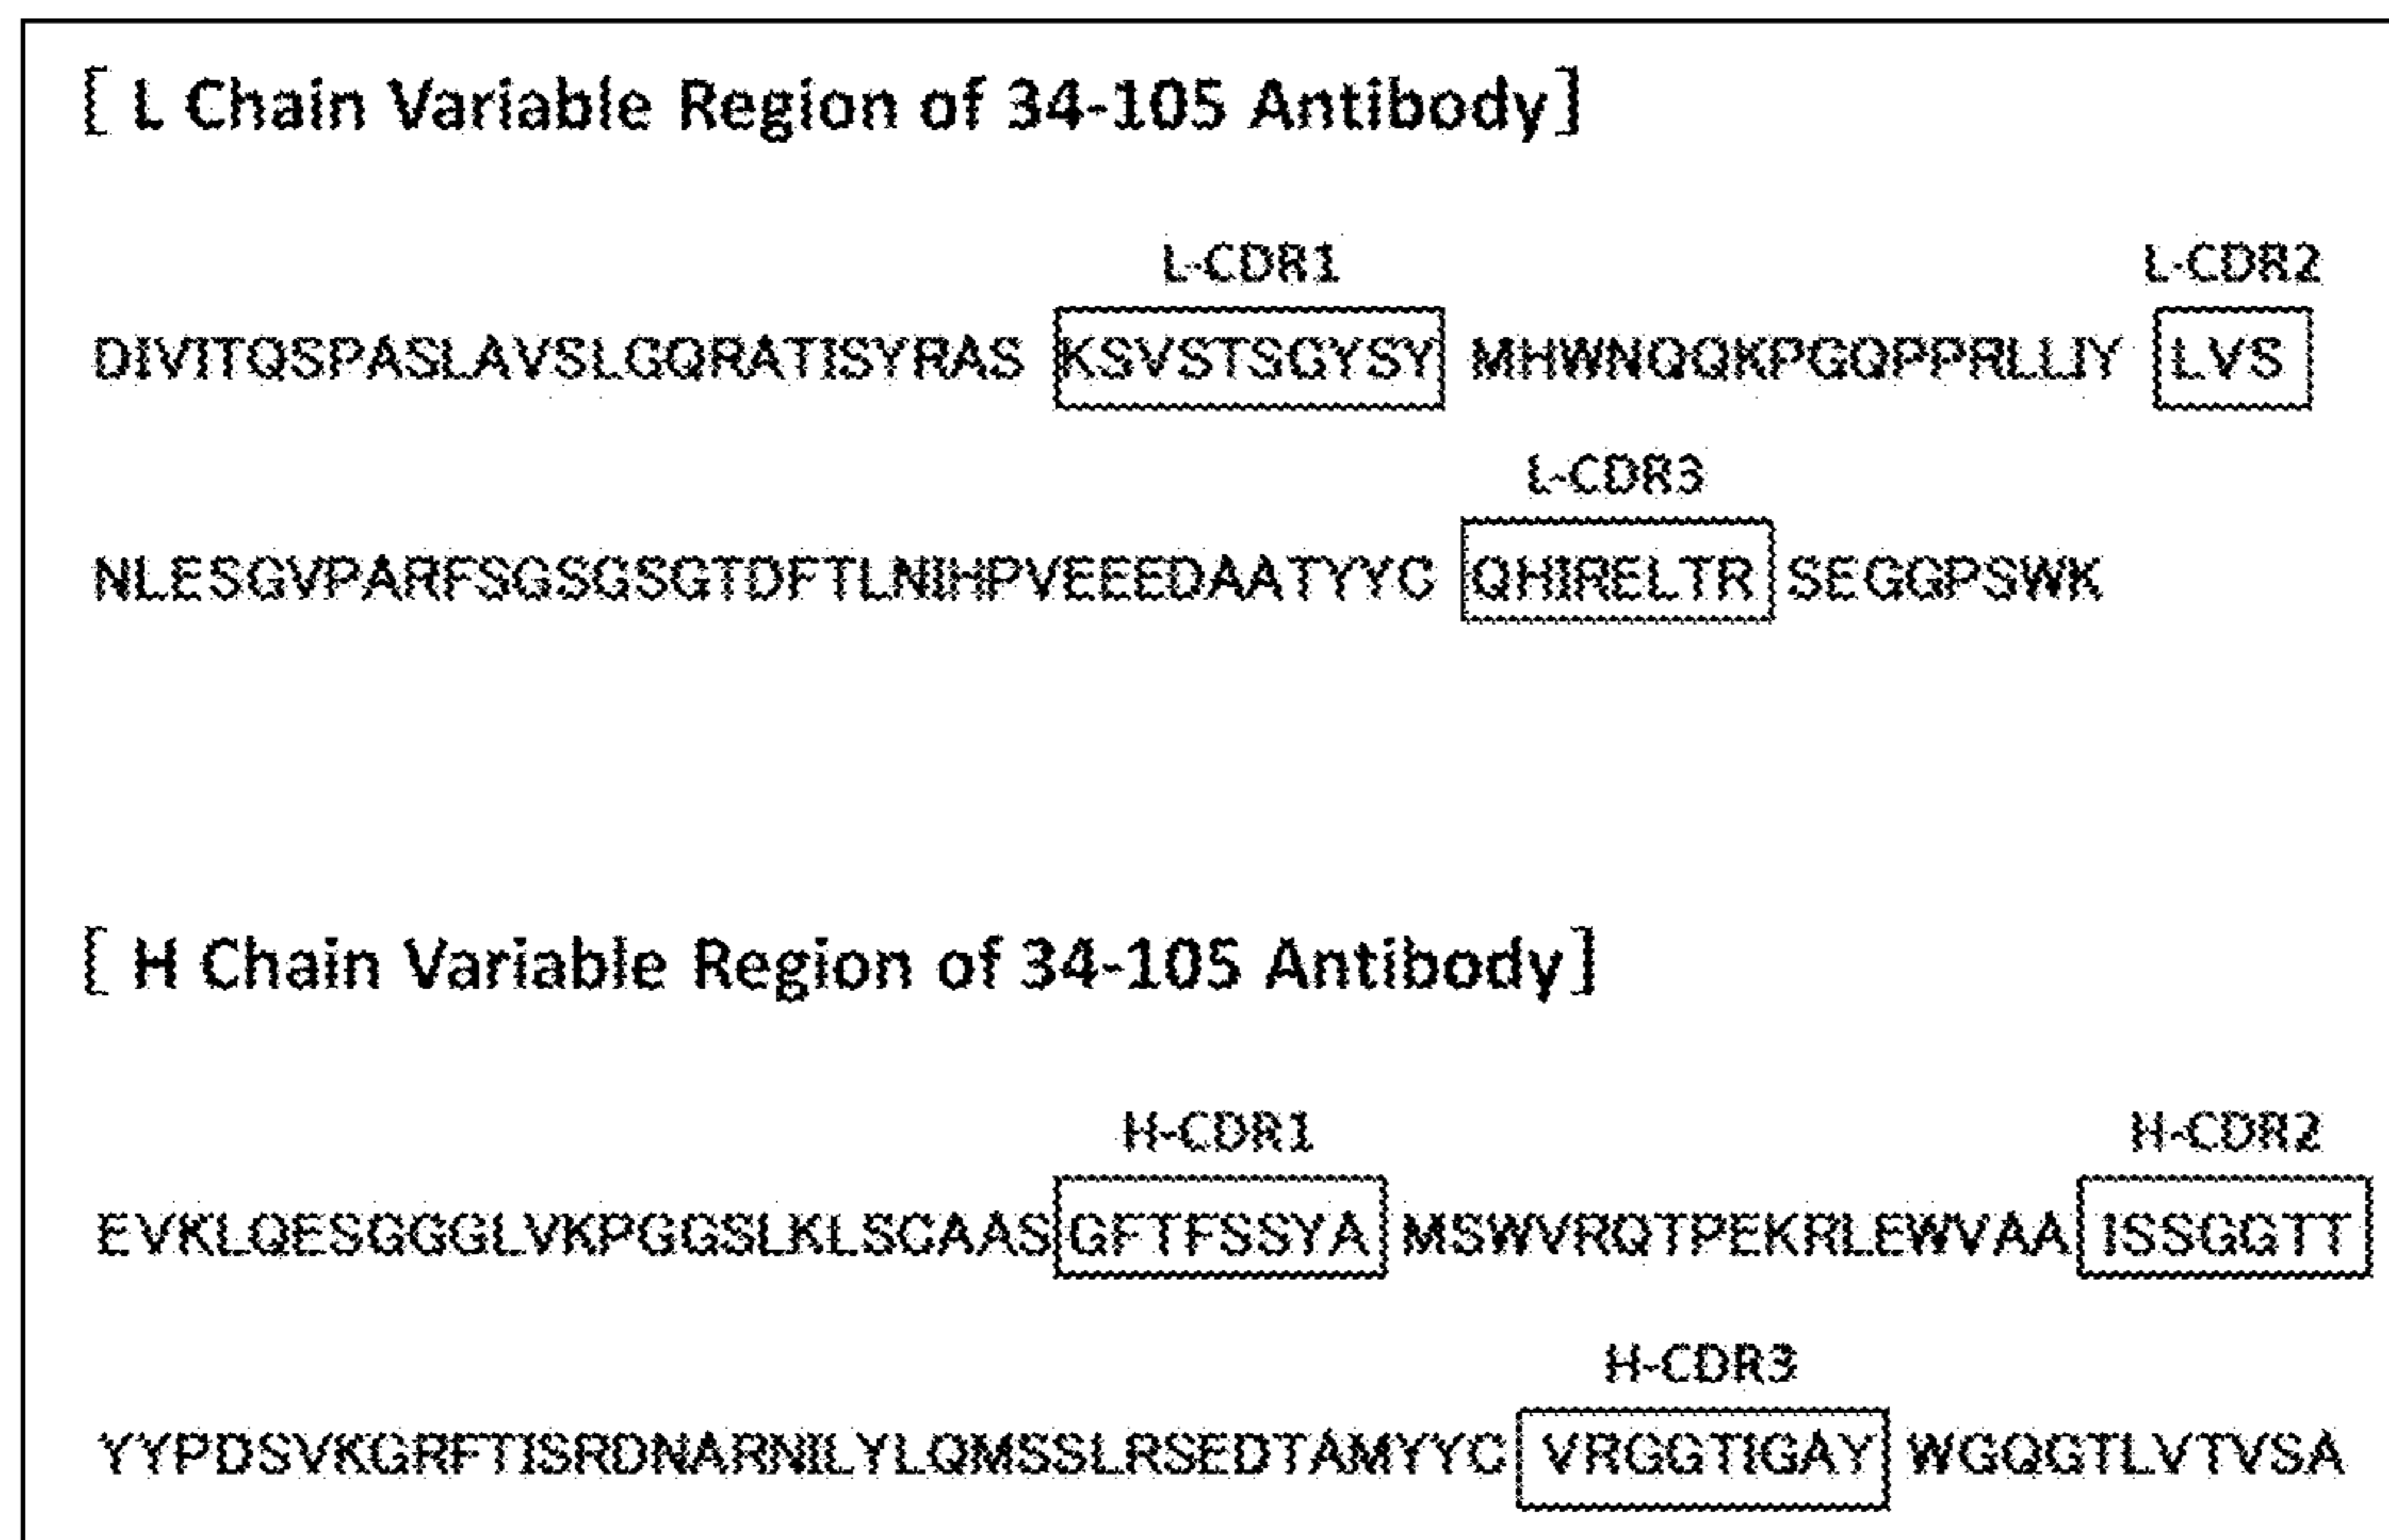 [ L Chain Variable Region of 34-105 Antibody]
L-CDR1 L-CDR2
DIVITQSPASLAVSLGQRATISYRAS KSVSTSGYSY MHWNQQKPGQPPRLLIY LVS
L-CDR3
NLESGVPARFSGSGSGTDFTLNIHPVEEEDAATYYC QHIRELTR SEGGPSWK
[ H Chain Variable Region of 34-105 Antibody]
H-CDR1 H-CDR2
EVKLQESGGGLVKPGGSLKLSCAAS GFTFSSYA MSWVRQTPEKRLEWVAA ISSGGTT
H-CDR3
YYPDSVKGRFTISRDNARNILYLQMSSLRSEDTAMYYC VRGGTIGAY WGQGTLVTVSA